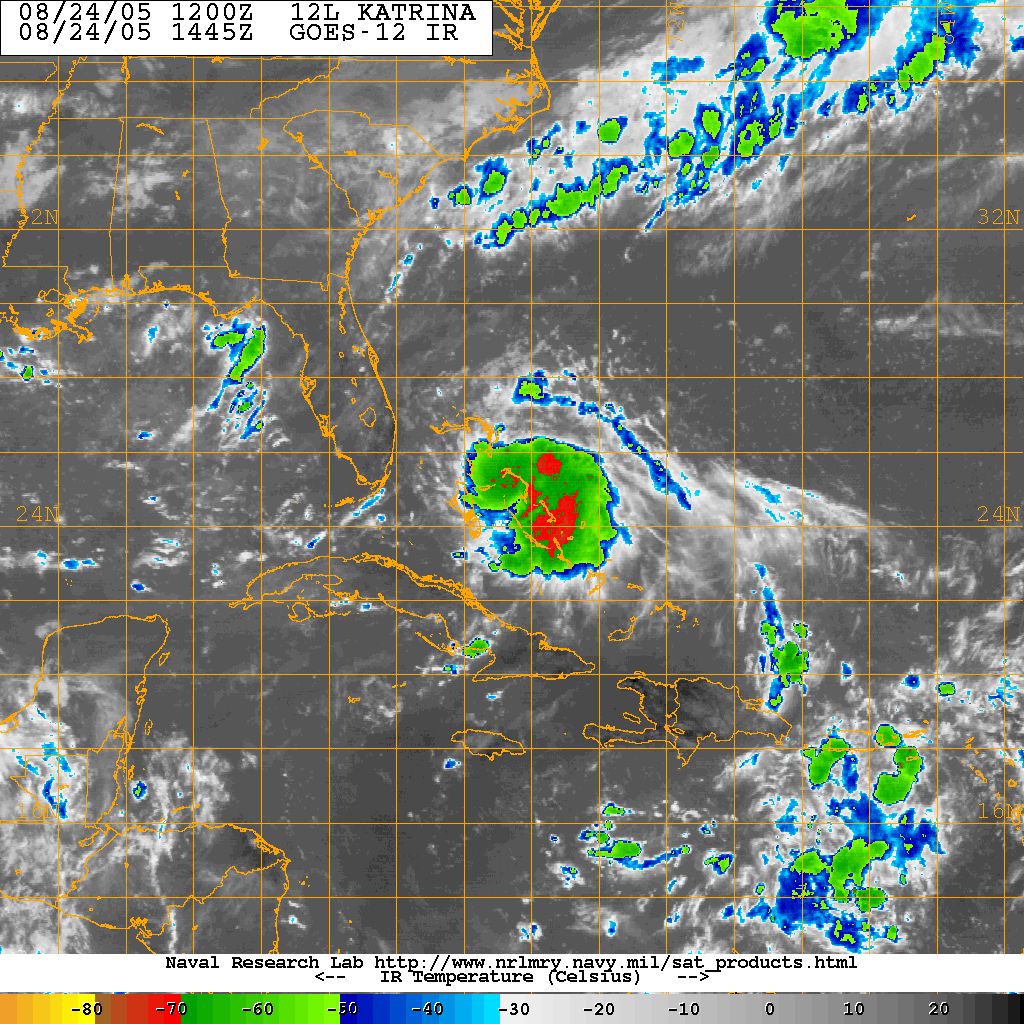 08/24/05 1200Z 12L KATRINA
08/24/05 1445Z GOES-12 IR
2N 32N
24N 24N
16N 16N
Naval Research Lab http://www.nrlmry.navy.mil/sat_products.html
<-- IR Temperature (Celsius) -->
-80 -70 -60 -50 -40 -30 -20 -10 0 10 20